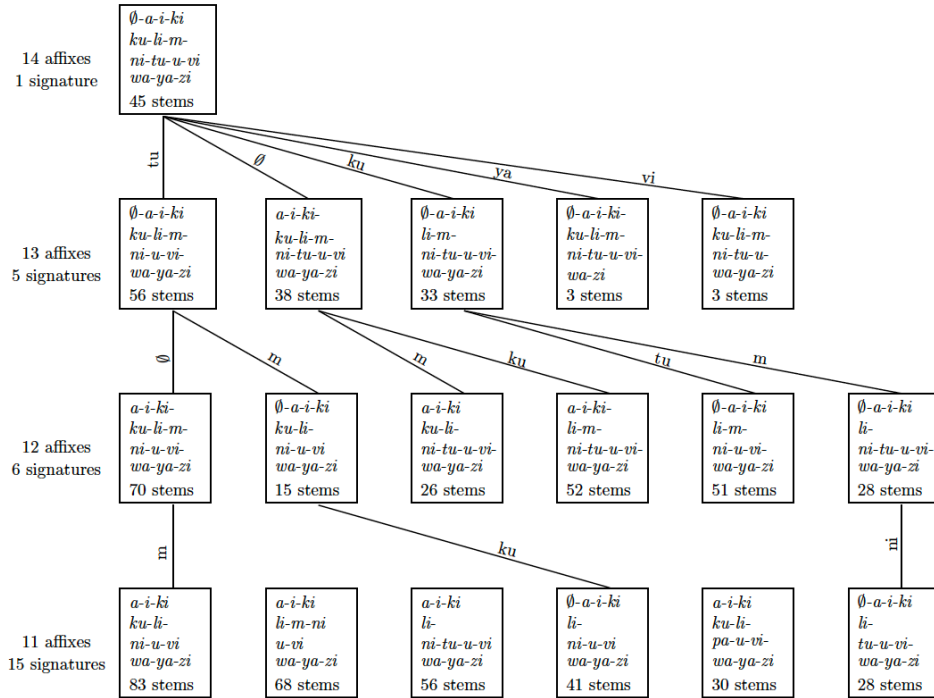 14 affixes
1 signature
∅-a-i-ki
ku-li-m-
ni-tu-u-vi
wa-ya-zi
45 stems
tu
∅
ku
ya
vi
13 affixes
5 signatures
∅-a-i-ki
ku-li-m-
ni-u-vi-
wa-ya-zi
56 stems
a-i-ki-
ku-li-m-
ni-tu-u-vi
wa-ya-zi
38 stems
∅-a-i-ki
li-m-
ni-tu-u-vi-
wa-ya-zi
33 stems
∅-a-i-ki-
ku-li-m-
ni-tu-u-vi-
wa-zi
3 stems
∅-a-i-ki
ku-li-m-
ni-tu-u-
wa-ya-zi
3 stems
∅
m
m
ku
tu
m
12 affixes
6 signatures
a-i-ki-
ku-li-m-
ni-u-vi-
wa-ya-zi
70 stems
∅-a-i-ki
ku-li-
ni-u-vi
wa-ya-zi
15 stems
a-i-ki
ku-li-
ni-tu-u-vi-
wa-ya-zi
26 stems
a-i-ki-
li-m-
ni-tu-u-vi-
wa-ya-zi
52 stems
∅-a-i-ki
li-m-
ni-u-vi-
wa-ya-zi
51 stems
∅-a-i-ki
li-
ni-tu-u-vi-
wa-ya-zi
28 stems
m
ku
ni
11 affixes
15 signatures
a-i-ki
ku-li-
ni-u-vi
wa-ya-zi
83 stems
a-i-ki
li-m-ni
u-vi
wa-ya-zi
68 stems
a-i-ki
li-
ni-tu-u-vi
wa-ya-zi
56 stems
∅-a-i-ki
li-
ni-u-vi
wa-ya-zi
41 stems
a-i-ki
ku-li-
pa-u-vi-
wa-ya-zi
30 stems
∅-a-i-ki
li-
tu-u-vi-
wa-ya-zi
28 stems